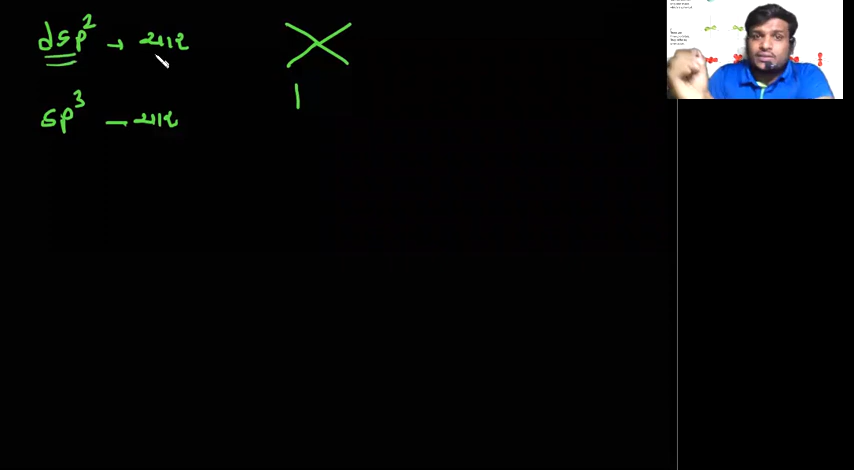 dsp² → ચાર
sp³ — ચાર